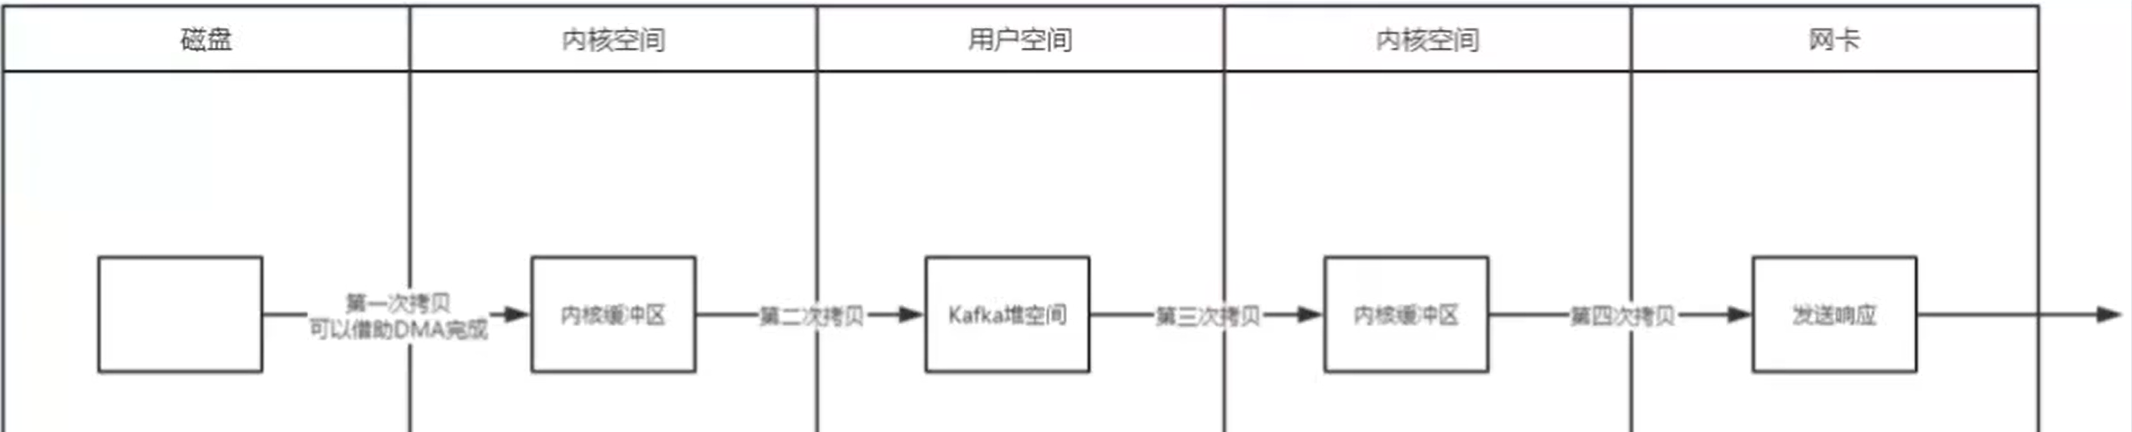 磁盘
内核空间
用户空间
内核空间
网卡
第一次拷贝
可以借助DMA完成
内核缓冲区
第二次拷贝
Kafka堆空间
第三次拷贝
内核缓冲区
第四次拷贝
发送响应